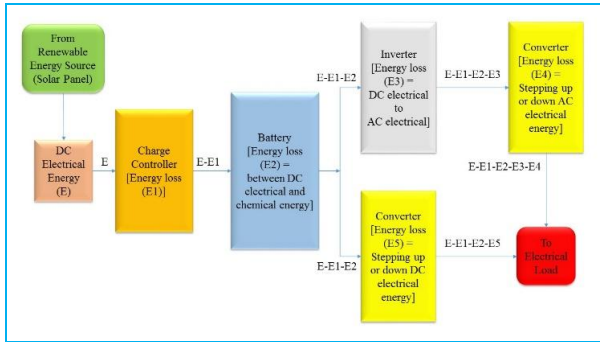 From
Renewable
Energy Source
(Solar Panel)
DC
Electrical
Energy
(E)
E
Charge
Controller
[Energy loss
(E1)]
E-E1
Battery
[Energy loss
(E2) =
between DC
electrical and
chemical energy]
E-E1-E2
Inverter
[Energy loss
(E3) =
DC electrical
to
AC electrical]
E-E1-E2-E3
Converter
[Energy loss
(E4) =
Stepping up
or down AC
electrical
energy]
E-E1-E2-E3-E4
E-E1-E2
Converter
[Energy loss
(E5) =
Stepping up
or down DC
electrical
energy]
E-E1-E2-E5
To
Electrical
Load